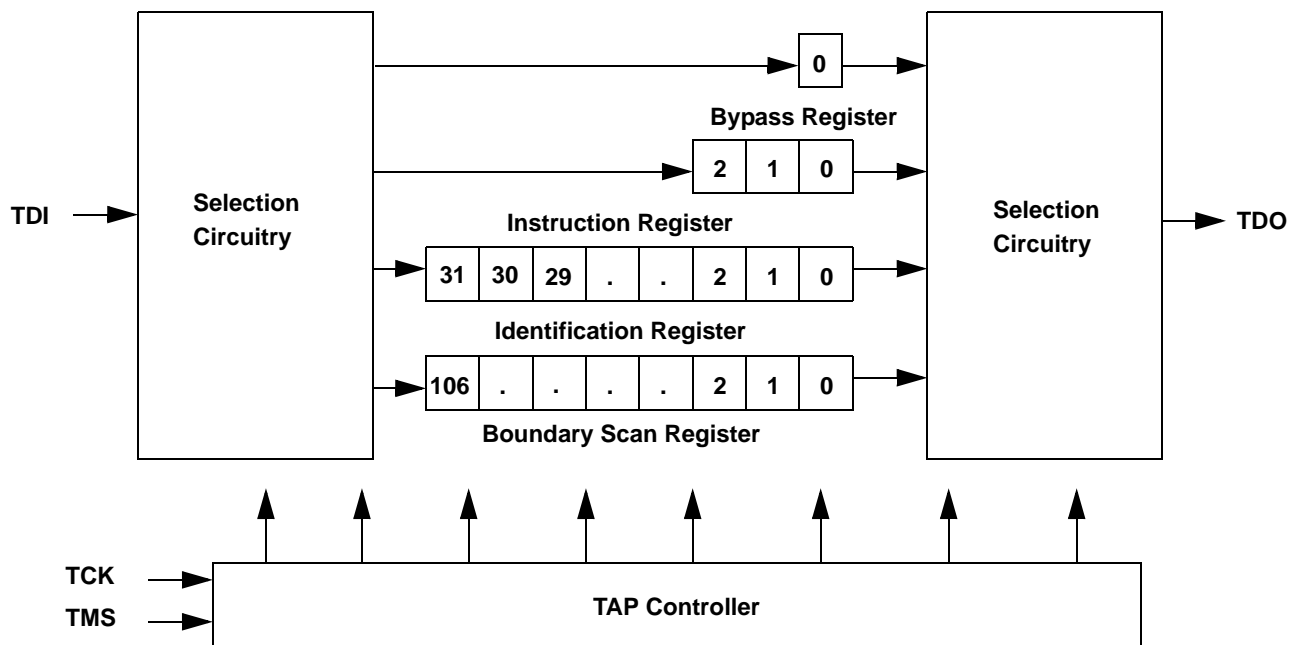 0
Bypass Register
2 1 0
TDI
Selection
Circuitry
Selection
Circuitry
TDO
Instruction Register
31 30 29 . . 2 1 0
Identification Register
106 . . . . 2 1 0
Boundary Scan Register
TCK
TMS
TAP Controller